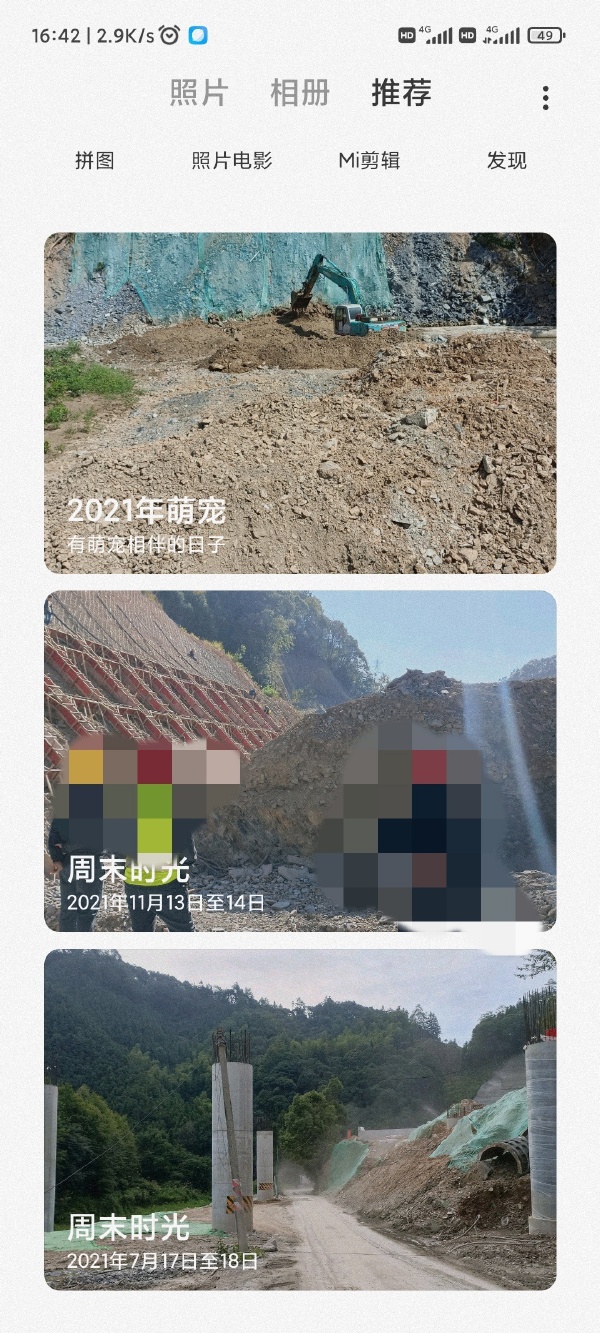 16:42 | 2.9K/s HD 4G HD 4G 49
照片 相册 推荐
拼图 照片电影 Mi剪辑 发现
2021年萌宠
有萌宠相伴的日子
周末时光
2021年11月13日至14日
周末时光
2021年7月17日至18日